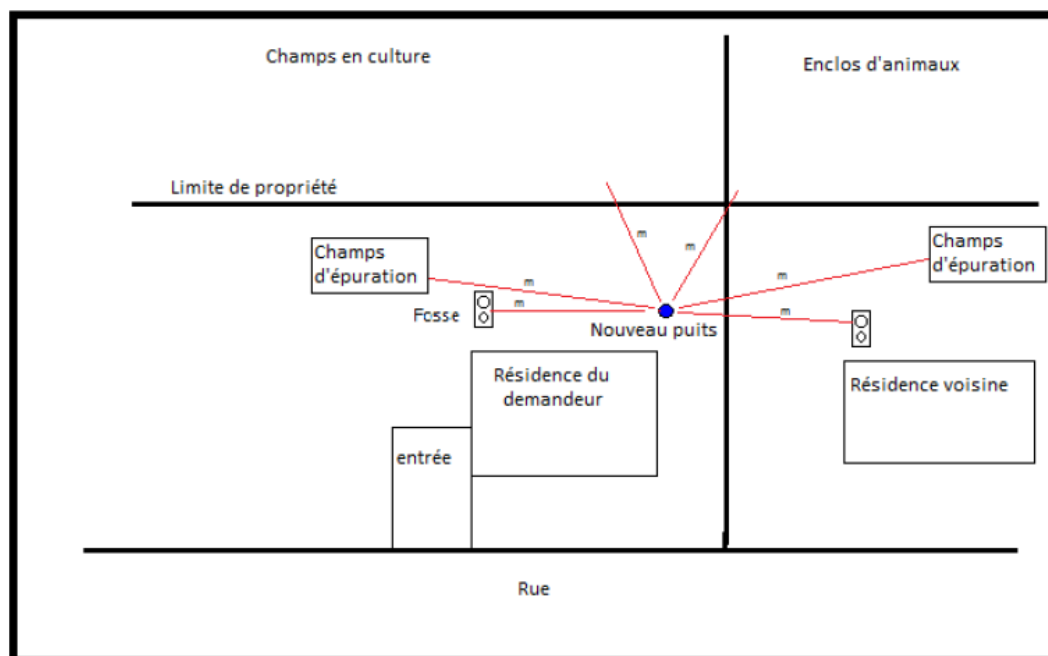 Champs en culture
Enclos d'animaux
Limite de propriété
Champs
d'épuration
Champs
d'épuration
m
m
m
m
m
m
Fosse
Nouveau puits
Résidence du
demandeur
Résidence voisine
entrée
Rue